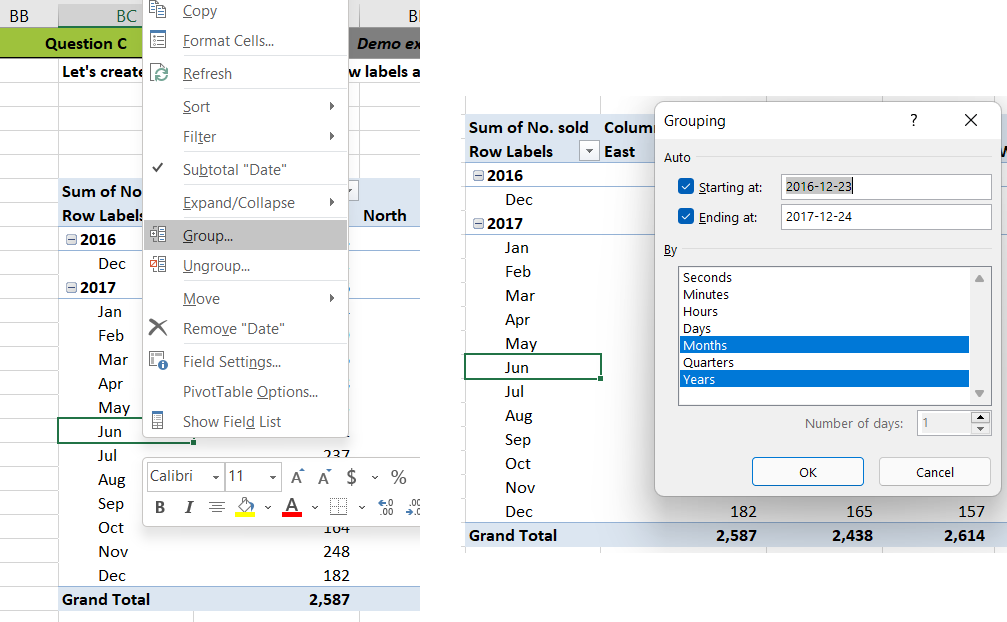 BB BC
Question C
Demo ex
Let's create
w labels a
Copy
Format Cells...
Refresh
Sort
Filter
Subtotal "Date"
Expand/Collapse
Group...
Ungroup...
Move
Remove "Date"
Field Settings...
PivotTable Options...
Show Field List
Sum of No
Row Labels
North
2016
Dec
2017
Jan
Feb
Mar
Apr
May
Jun
Jul 237
Aug
Sep
Oct 164
Nov 248
Dec 182
Grand Total 2,587
Calibri 11 A A $ %
B I A .00 .00
Sum of No. sold Colum
Row Labels East
2016
Dec
2017
Jan
Feb
Mar
Apr
May
Jun
Jul
Aug
Sep
Oct
Nov
Dec 182 165 157
Grand Total 2,587 2,438 2,614
Grouping ?
Auto
Starting at: 2016-12-23
Ending at: 2017-12-24
By
Seconds
Minutes
Hours
Days
Months
Quarters
Years
Number of days: 1
OK Cancel